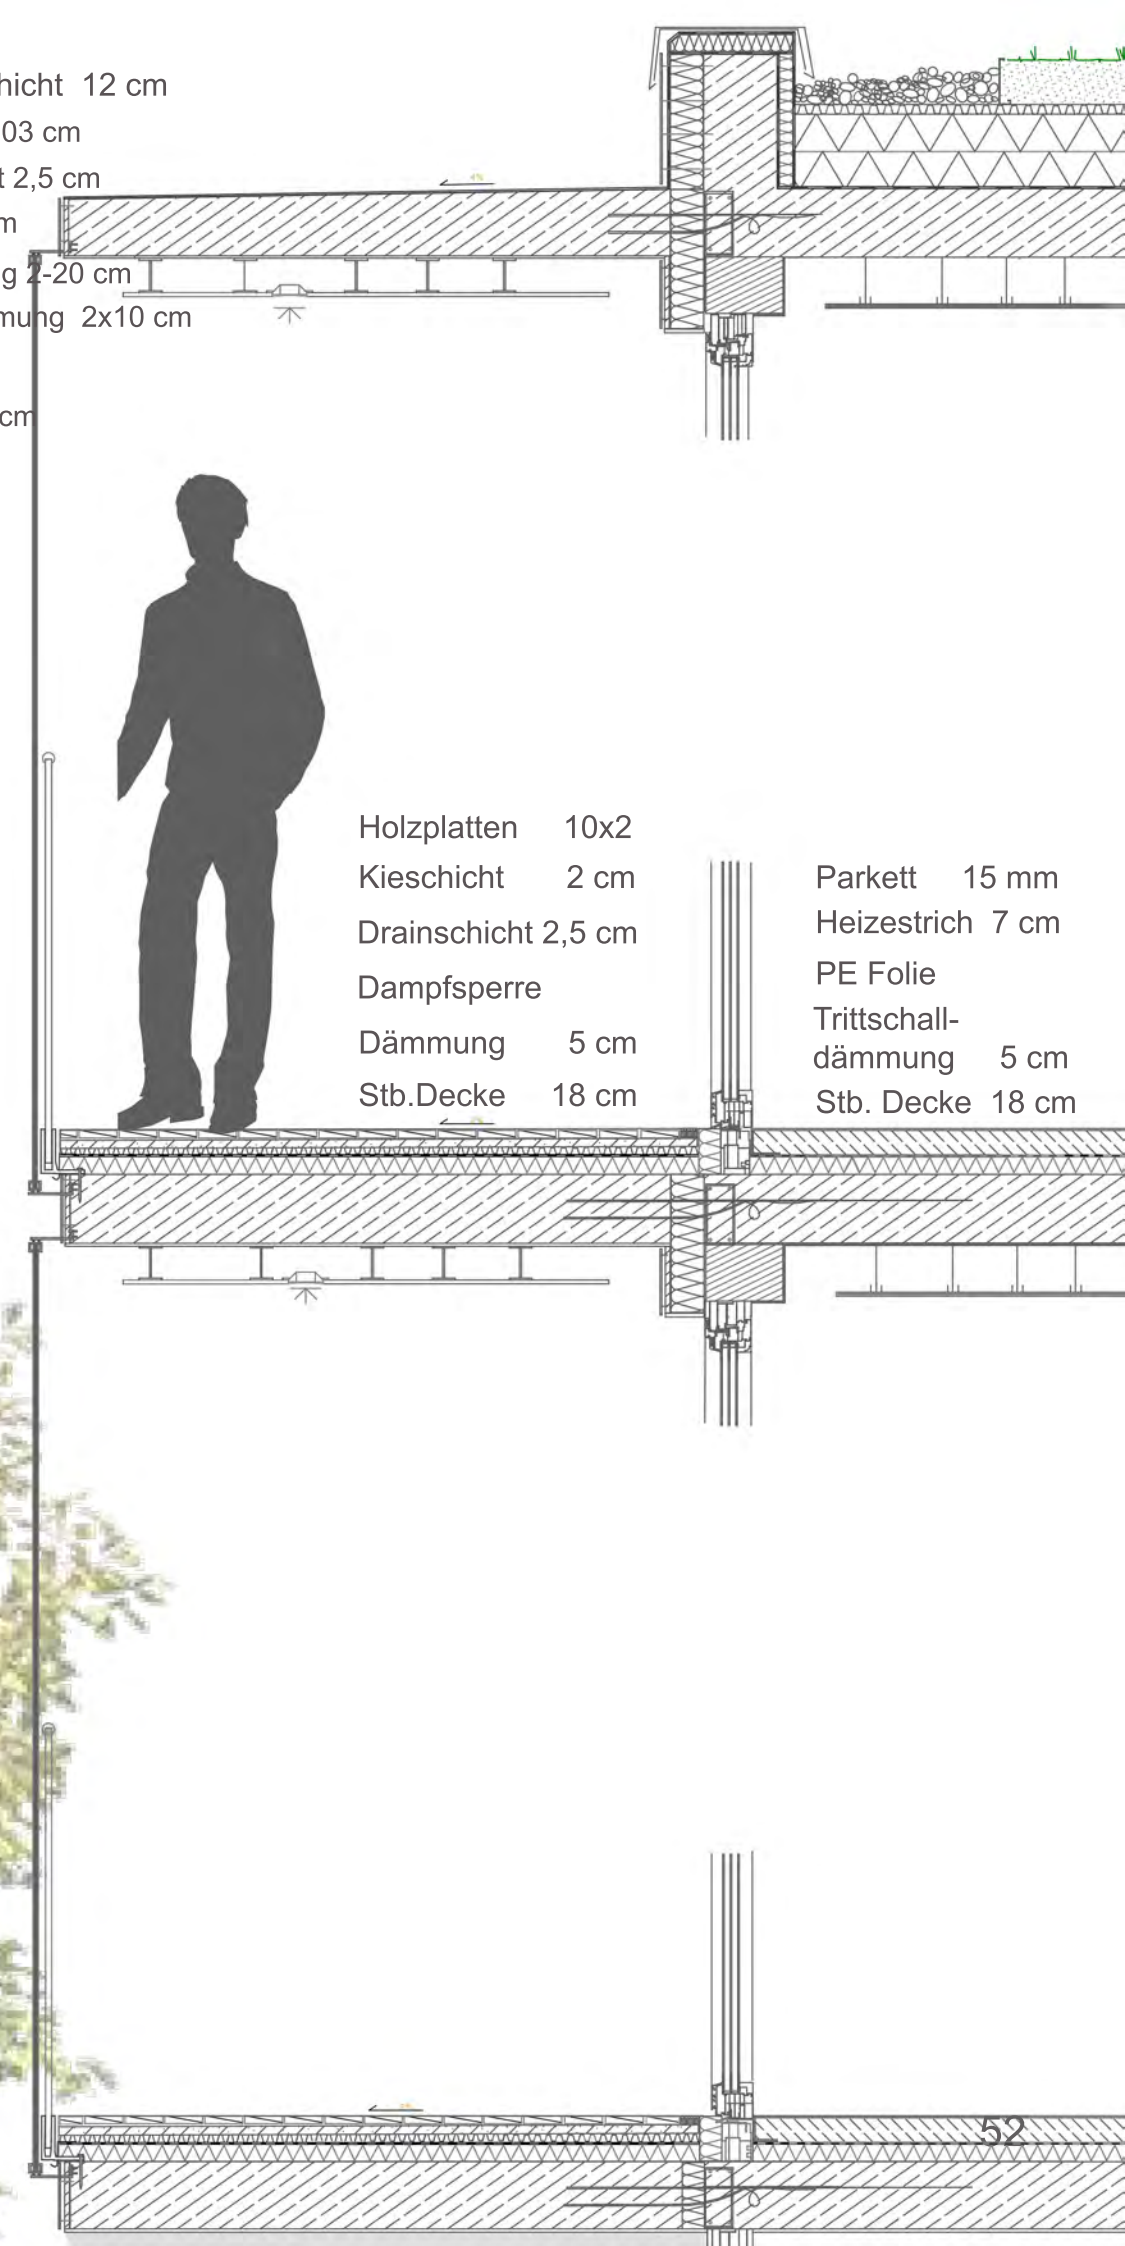 hicht 12 cm
03 cm
t 2,5 cm
m
g 2-20 cm
mung 2x10 cm
cm
Holzplatten 10x2
Kieschicht 2 cm
Drainschicht 2,5 cm
Dampfsperre
Dämmung 5 cm
Stb.Decke 18 cm
Parkett 15 mm
Heizestrich 7 cm
PE Folie
Trittschall-
dämmung 5 cm
Stb. Decke 18 cm
52